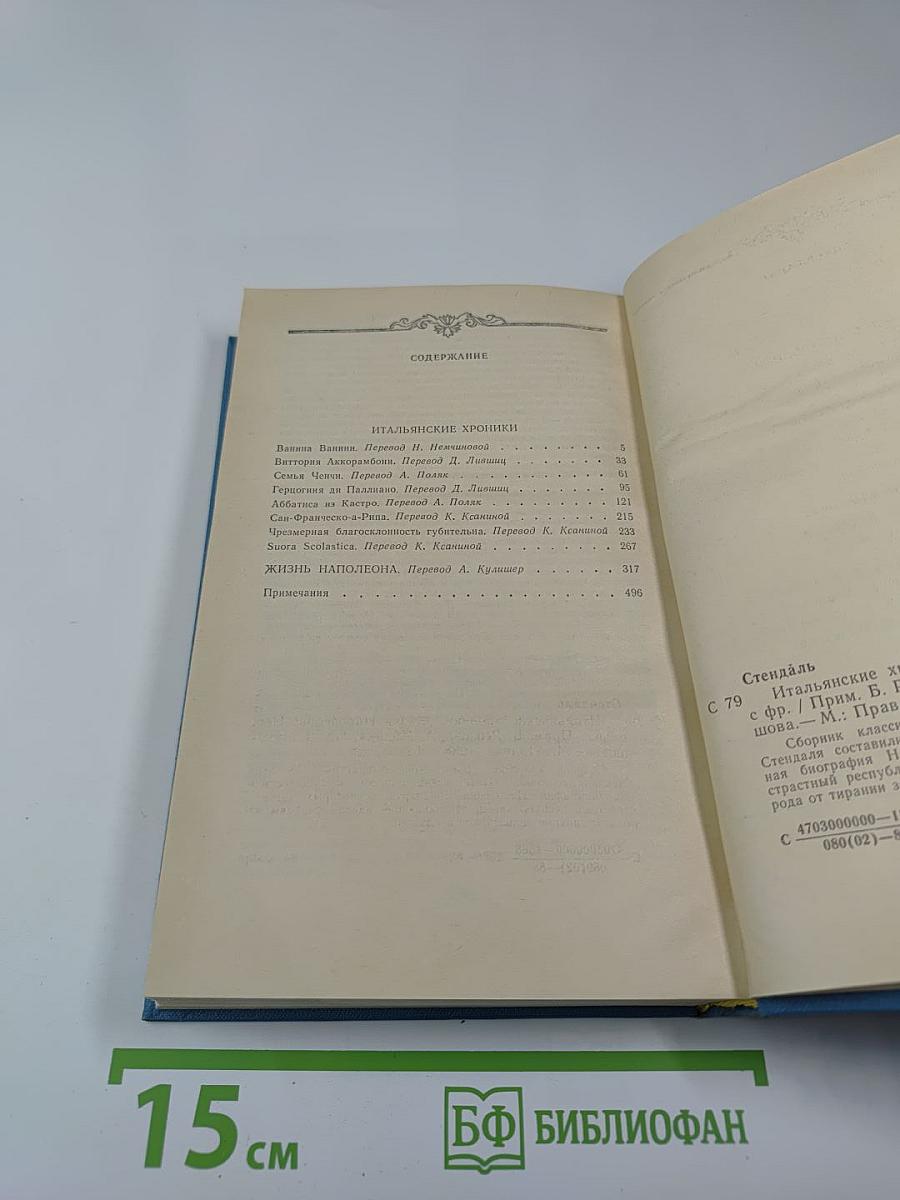 СОДЕРЖАНИЕ
ИТАЛЬЯНСКИЕ ХРОНИКИ
Ванина Ванини. Перевод Н. Немчиновой . . . . . . . . 5
Виттория Аккорамбони. Перевод Д. Лившиц . . . . . . . 33
Семья Ченчи. Перевод А. Поляк . . . . . . . . . 61
Герцогиня ди Паллиано. Перевод Д. Лившиц . . . . . . . 95
Аббатиса из Кастро. Перевод А. Поляк . . . . . . . . 121
Сан-Франческо-а-Рипа. Перевод К. Ксаниной . . . . . . . 215
Чрезмерная благосклонность губительна. Перевод К. Ксаниной 233
Suora Scolastica. Перевод К. Ксаниной . . . . . . . . . 267
ЖИЗНЬ НАПОЛЕОНА. Перевод А. Кулишер . . . . . . 317
Примечания . . . . . . . . . . . . . . . . . . 496
Стенда́ль
С 79 Итальянские
с фр. / Прим. Б.
шова.— М.: Прав
Сборник класси
Стендаля составили
ная биография Н
страстный республ
рода от тирании
С 4703000000—1
080(02)—8
15 см
БФ БИБЛИОФАН